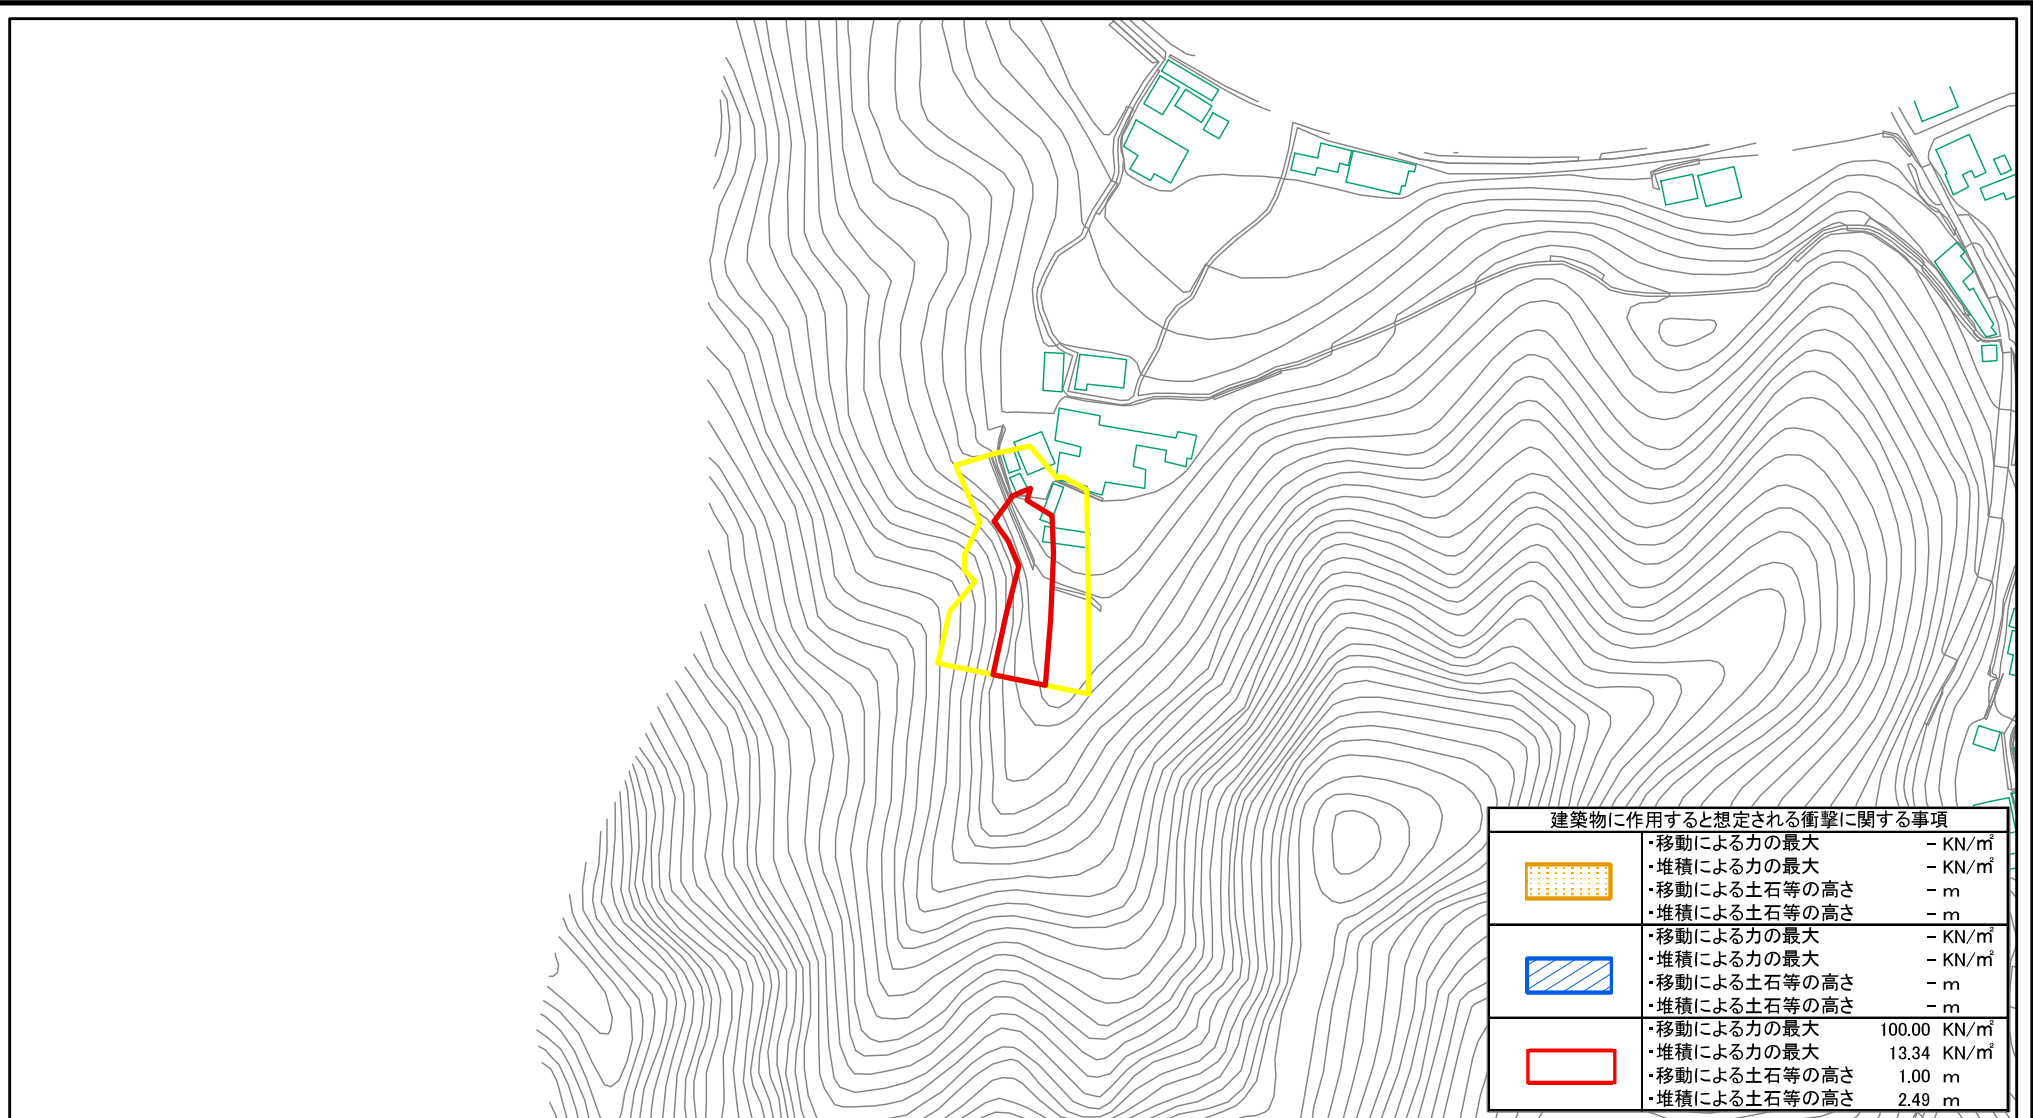 建築物に作用すると想定される衝撃に関する事項
・移動による力の最大 - KN/㎡
・堆積による力の最大 - KN/㎡
・移動による土石等の高さ - m
・堆積による土石等の高さ - m
・移動による力の最大 - KN/㎡
・堆積による力の最大 - KN/㎡
・移動による土石等の高さ - m
・堆積による土石等の高さ - m
・移動による力の最大 100.00 KN/㎡
・堆積による力の最大 13.34 KN/㎡
・移動による土石等の高さ 1.00 m
・堆積による土石等の高さ 2.49 m